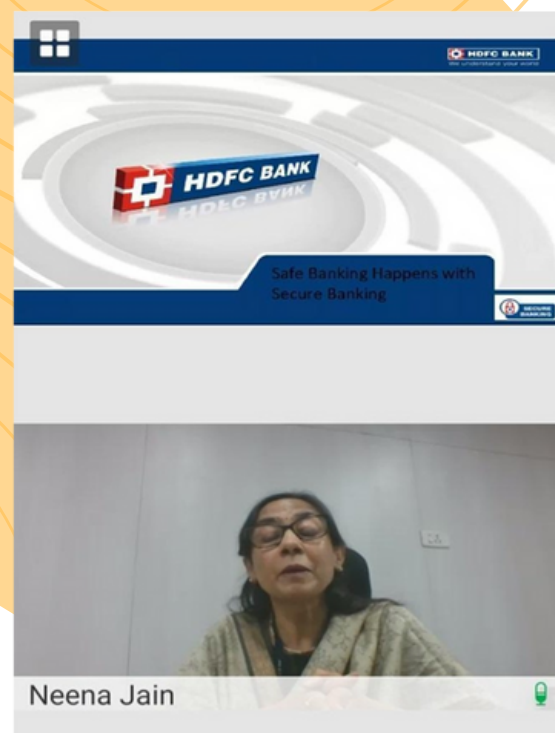 HDFC BANK
We understand your world
HDFC BANK
Safe Banking Happens with
Secure Banking
SECURE
BANKING
Neena Jain